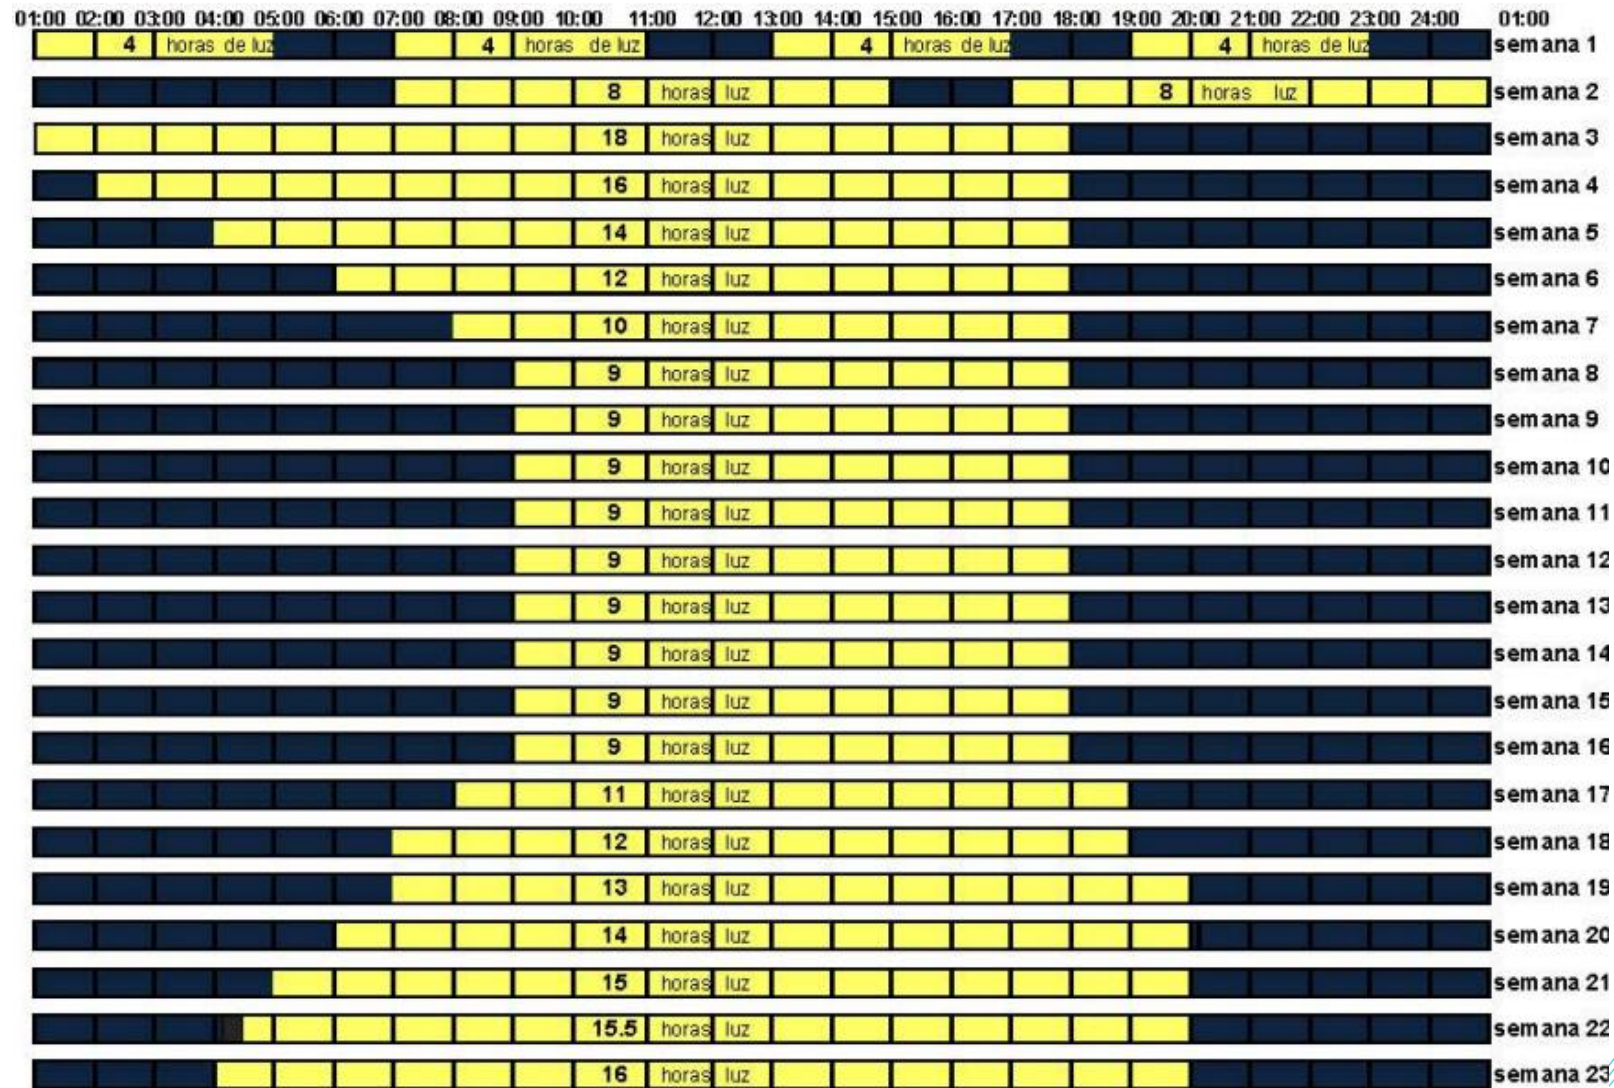 01:00 02:00 03:00 04:00 05:00 06:00 07:00 08:00 09:00 10:00 11:00 12:00 13:00 14:00 15:00 16:00 17:00 18:00 19:00 20:00 21:00 22:00 23:00 24:00 01:00
4 horas de luz 4 horas de luz 4 horas de luz 4 horas de luz semana 1
8 horas luz 8 horas luz semana 2
18 horas luz semana 3
16 horas luz semana 4
14 horas luz semana 5
12 horas luz semana 6
10 horas luz semana 7
9 horas luz semana 8
9 horas luz semana 9
9 horas luz semana 10
9 horas luz semana 11
9 horas luz semana 12
9 horas luz semana 13
9 horas luz semana 14
9 horas luz semana 15
9 horas luz semana 16
11 horas luz semana 17
12 horas luz semana 18
13 horas luz semana 19
14 horas luz semana 20
15 horas luz semana 21
15.5 horas luz semana 22
16 horas luz semana 23